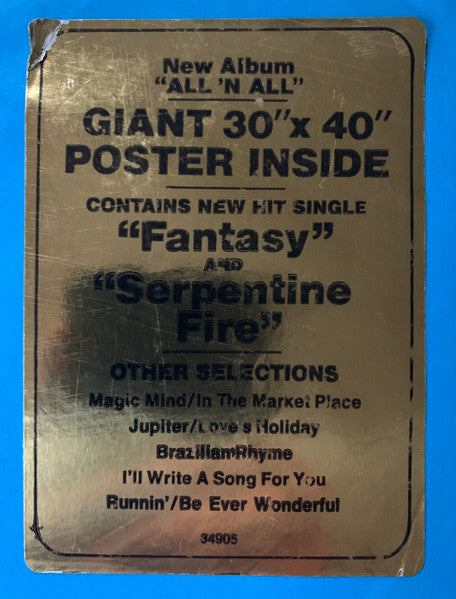 New Album
"ALL 'N ALL"
GIANT 30" x 40"
POSTER INSIDE
CONTAINS NEW HIT SINGLE
"Fantasy"
AND
"Serpentine
Fire"
OTHER SELECTIONS
Magic Mind/In The Market Place
Jupiter/Love's Holiday
Brazilian Rhyme
I'll Write A Song For You
Runnin'/Be Ever Wonderful
34905